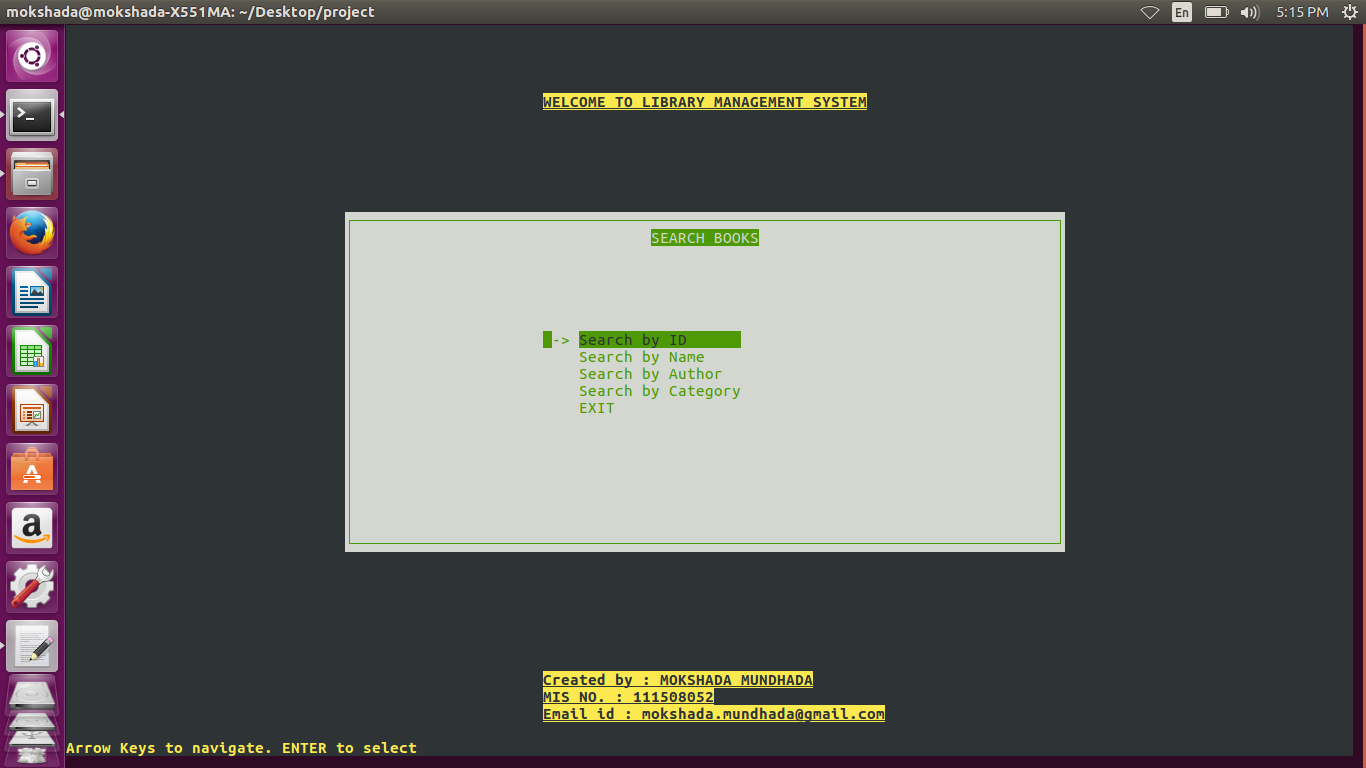 mokshada@mokshada-X551MA: ~/Desktop/project
En
5:15 PM
WELCOME TO LIBRARY MANAGEMENT SYSTEM
SEARCH BOOKS
-> Search by ID
Search by Name
Search by Author
Search by Category
EXIT
Created by : MOKSHADA MUNDHADA
MIS NO. : 111508052
Email id : mokshada.mundhada@gmail.com
Arrow Keys to navigate. ENTER to select